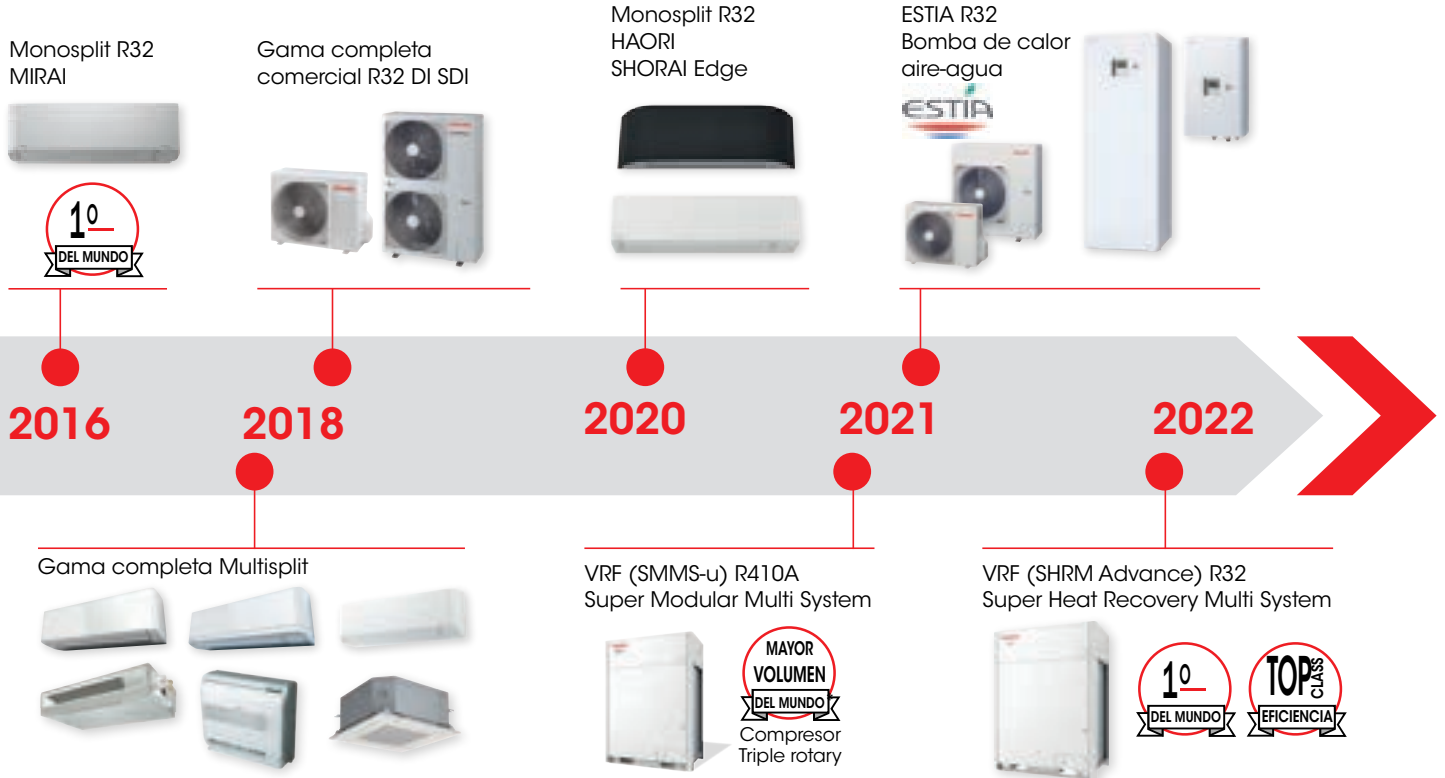 Monosplit R32
MIRAI
1º
DEL MUNDO
Gama completa
comercial R32 DI SDI
Monosplit R32
HAORI
SHORAI Edge
ESTIA R32
Bomba de calor
aire-agua
ESTIA
2016
2018
2020
2021
2022
Gama completa Multisplit
VRF (SMMS-u) R410A
Super Modular Multi System
MAYOR
VOLUMEN
DEL MUNDO
Compresor
Triple rotary
VRF (SHRM Advance) R32
Super Heat Recovery Multi System
1º
DEL MUNDO
TOP CLASS
EFICIENCIA